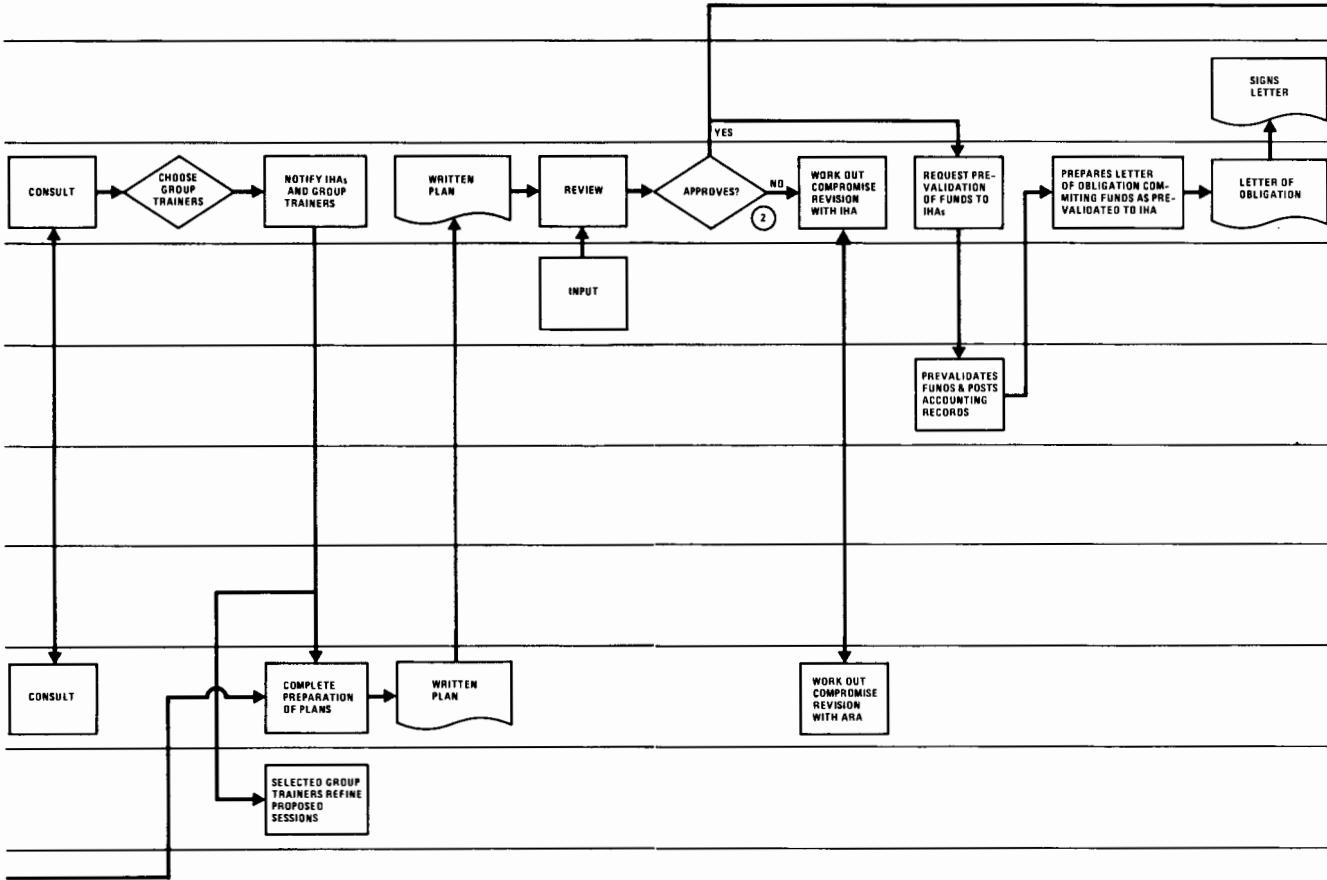 SIGNS
LETTER
YES
CONSULT
CHOOSE
GROUP
TRAINERS
NOTIFY IHAs
AND GROUP
TRAINERS
WRITTEN
PLAN
REVIEW
APPROVES?
NO
2
WORK OUT
COMPROMISE
REVISION
WITH IHA
REQUEST PRE-
VALIDATION
OF FUNDS TO
IHAs
PREPARES LETTER
OF OBLIGATION COM-
MITING FUNDS AS PRE-
VALIDATED TO IHA
LETTER OF
OBLIGATION
INPUT
PREVALIDATES
FUNDS & POSTS
ACCOUNTING
RECORDS
CONSULT
COMPLETE
PREPARATION
OF PLANS
WRITTEN
PLAN
WORK OUT
COMPROMISE
REVISION
WITH ARA
SELECTED GROUP
TRAINERS REFINE
PROPOSED
SESSIONS